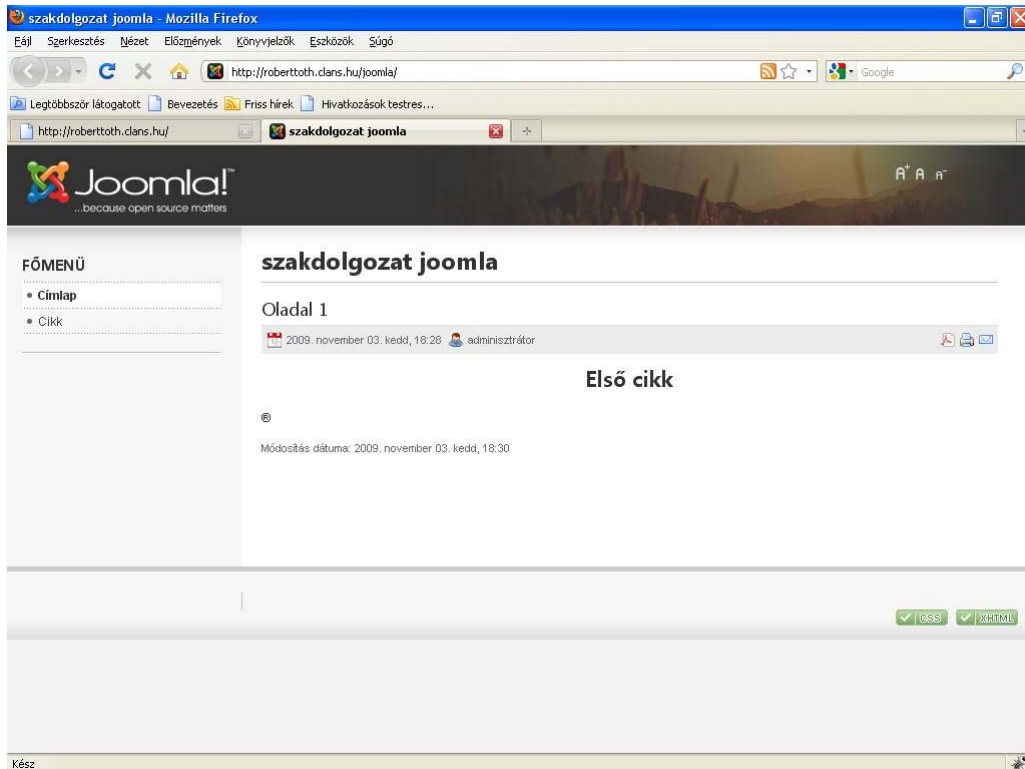 szakdolgozat joomla - Mozilla Firefox
Fájl Szerkesztés Nézet Előzmények Könyvjelzők Eszközök Súgó
http://roberttoth.clans.hu/joomla/ Google
Legtöbbször látogatott Bevezetés Friss hírek Hivatkozások testres...
http://roberttoth.clans.hu/ szakdolgozat joomla
Joomla!™
...because open source matters
A+ A A-
FŐMENÜ
Címlap
Cikk
szakdolgozat joomla
Oladal 1
2009. november 03. kedd, 18:28 adminisztrátor
Első cikk
®
Módosítás dátuma: 2009. november 03. kedd, 18:30
CSS XHTML
Kész